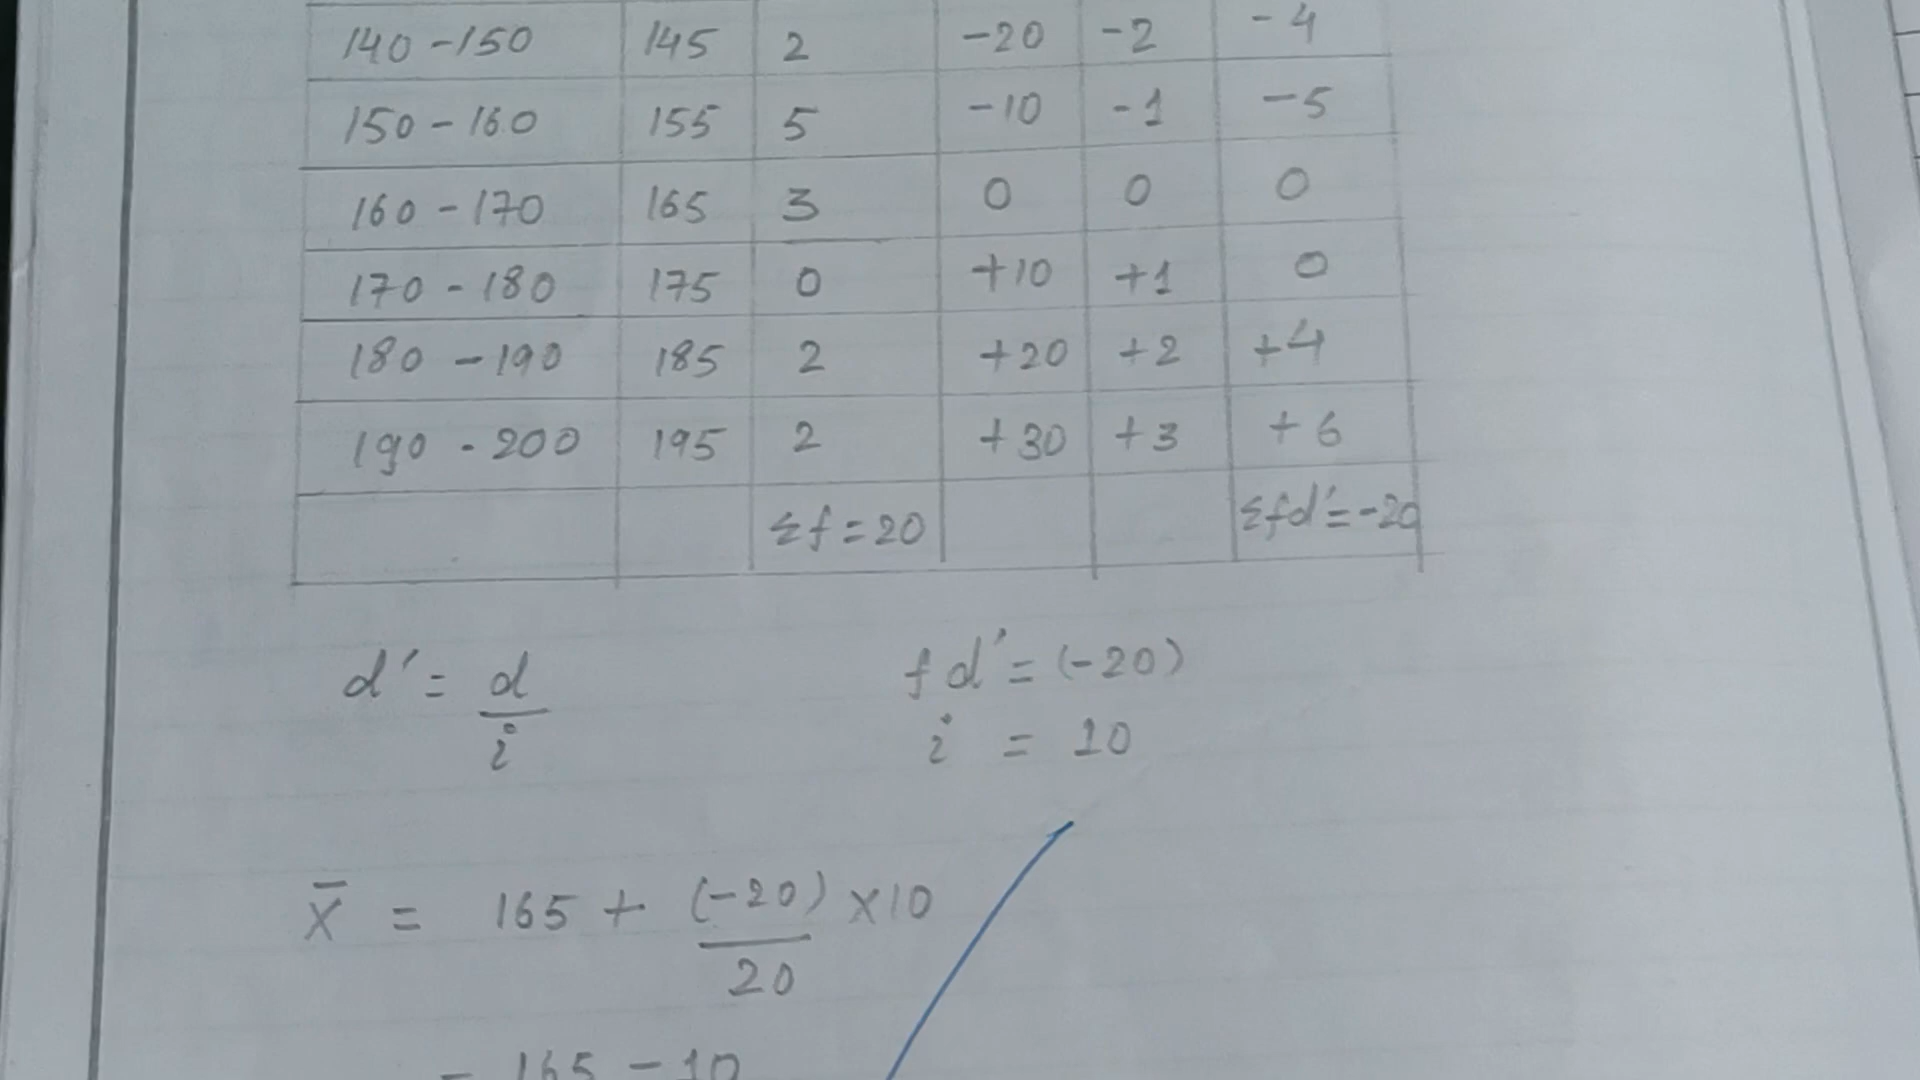 140 - 150 145 2 -20 -2 -4
150 - 160 155 5 -10 -1 -5
160 - 170 165 3 0 0 0
170 - 180 175 0 +10 +1 0
180 - 190 185 2 +20 +2 +4
190 - 200 195 2 +30 +3 +6
Σf = 20 Σfd' = -20
d' = d/i fd' = (-20)
i = 10
X̄ = 165 + (-20)/20 × 10
= 165 - 10